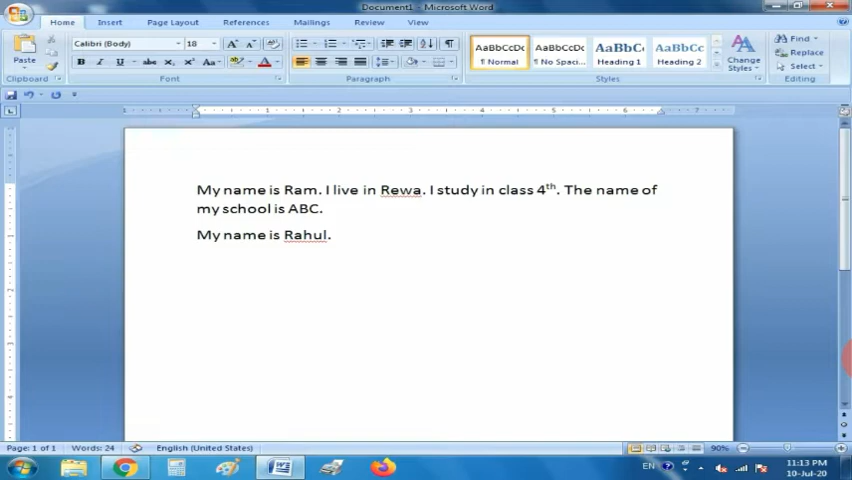 Document1 - Microsoft Word
Home Insert Page Layout References Mailings Review View
Paste
Calibri (Body) 18
AaBbCcDc AaBbCcDc AaBbC AaBbCc
¶ Normal ¶ No Spaci... Heading 1 Heading 2
Change Styles
Find
Replace
Select
Clipboard Font Paragraph Styles Editing
My name is Ram. I live in Rewa. I study in class 4th. The name of
my school is ABC.
My name is Rahul.
Page: 1 of 1 Words: 24 English (United States) 90%
EN 11:13 PM
10-Jul-20